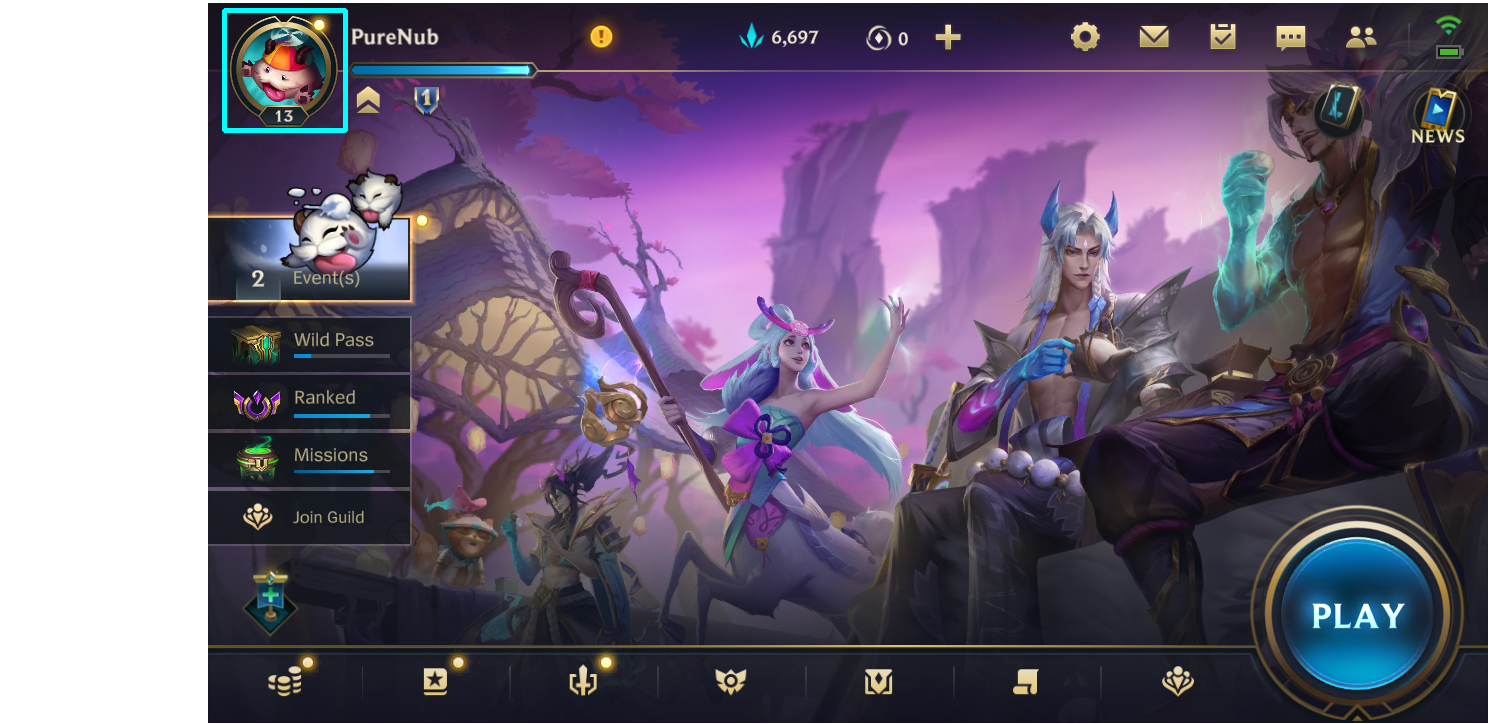 PureNub
!
6,697
0
13
1
NEWS
2
Event(s)
Wild Pass
Ranked
Missions
Join Guild
PLAY